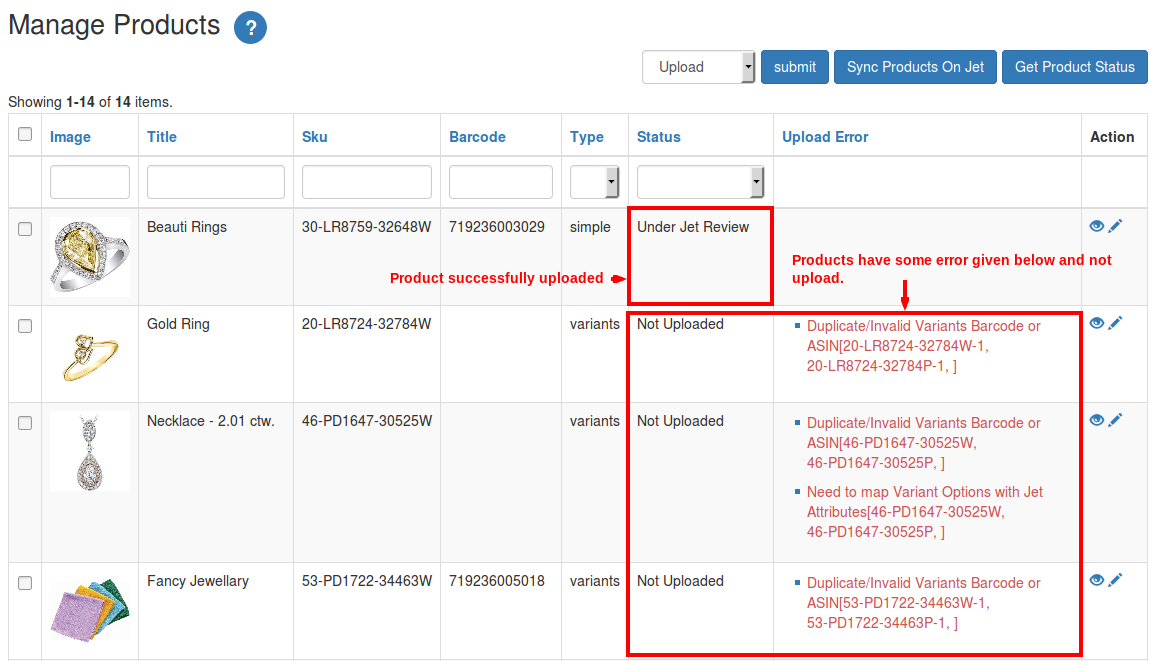 Manage Products ?
Upload submit Sync Products On Jet Get Product Status
Showing 1-14 of 14 items.
Image Title Sku Barcode Type Status Upload Error Action
Beauti Rings 30-LR8759-32648W 719236003029 simple Under Jet Review
Products have some error given below and not
upload.
Product successfully uploaded
Gold Ring 20-LR8724-32784W variants Not Uploaded Duplicate/Invalid Variants Barcode or
ASIN[20-LR8724-32784W-1,
20-LR8724-32784P-1, ]
Necklace - 2.01 ctw. 46-PD1647-30525W variants Not Uploaded Duplicate/Invalid Variants Barcode or
ASIN[46-PD1647-30525W,
46-PD1647-30525P, ]
Need to map Variant Options with Jet
Attributes[46-PD1647-30525W,
46-PD1647-30525P, ]
Fancy Jewellary 53-PD1722-34463W 719236005018 variants Not Uploaded Duplicate/Invalid Variants Barcode or
ASIN[53-PD1722-34463W-1,
53-PD1722-34463P-1, ]